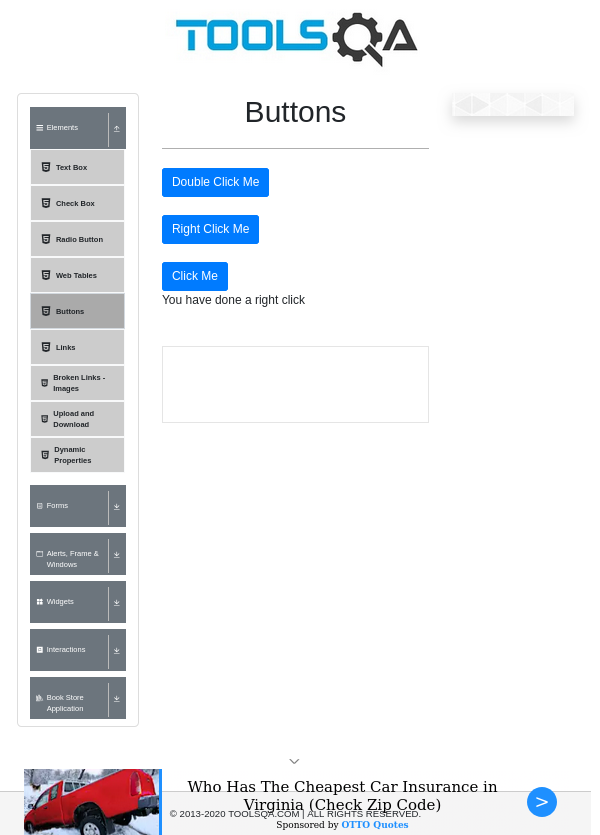 TOOLSQA
Buttons
Elements
Text Box
Check Box
Radio Button
Web Tables
Buttons
Links
Broken Links -
Images
Upload and
Download
Dynamic
Properties
Forms
Alerts, Frame &
Windows
Widgets
Interactions
Book Store
Application
Double Click Me
Right Click Me
Click Me
You have done a right click
Who Has The Cheapest Car Insurance in
Virginia (Check Zip Code)
© 2013-2020 TOOLSQA.COM | ALL RIGHTS RESERVED.
Sponsored by OTTO Quotes